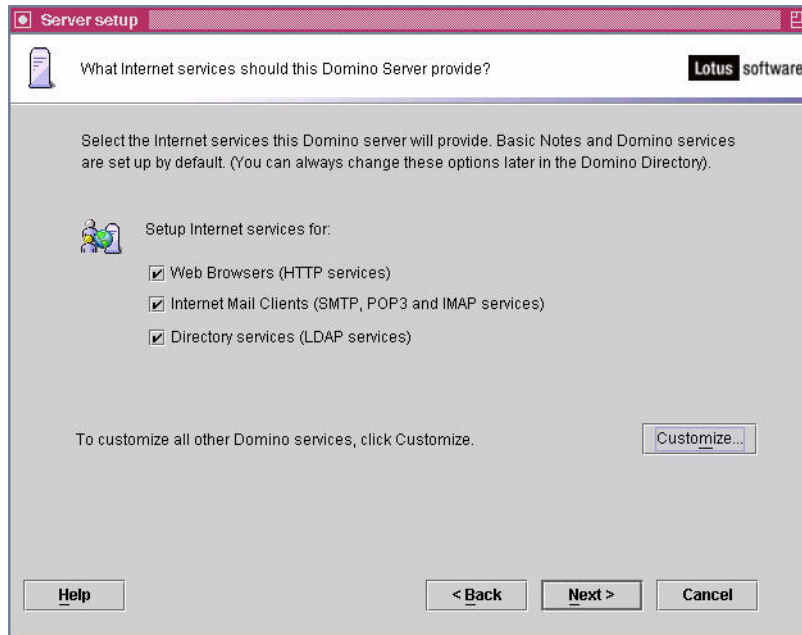 Server setup
What Internet services should this Domino Server provide?
Lotus software
Select the Internet services this Domino server will provide. Basic Notes and Domino services
are set up by default. (You can always change these options later in the Domino Directory).
Setup Internet services for:
Web Browsers (HTTP services)
Internet Mail Clients (SMTP, POP3 and IMAP services)
Directory services (LDAP services)
To customize all other Domino services, click Customize.
Customize...
Help
< Back
Next >
Cancel